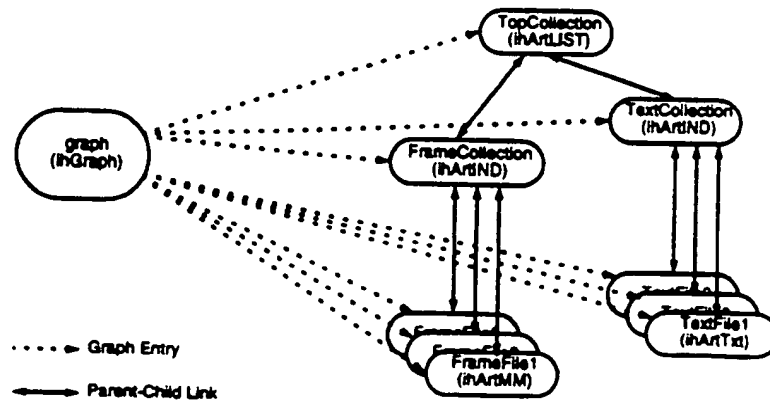 TopCollection
(ihArtLIST)
TextCollection
(ihArtIND)
graph
(ihGraph)
FrameCollection
(ihArtIND)
TextFile1
(ihArtTxt)
FrameFile1
(ihArtMM)
Graph Entry
Parent-Child Link